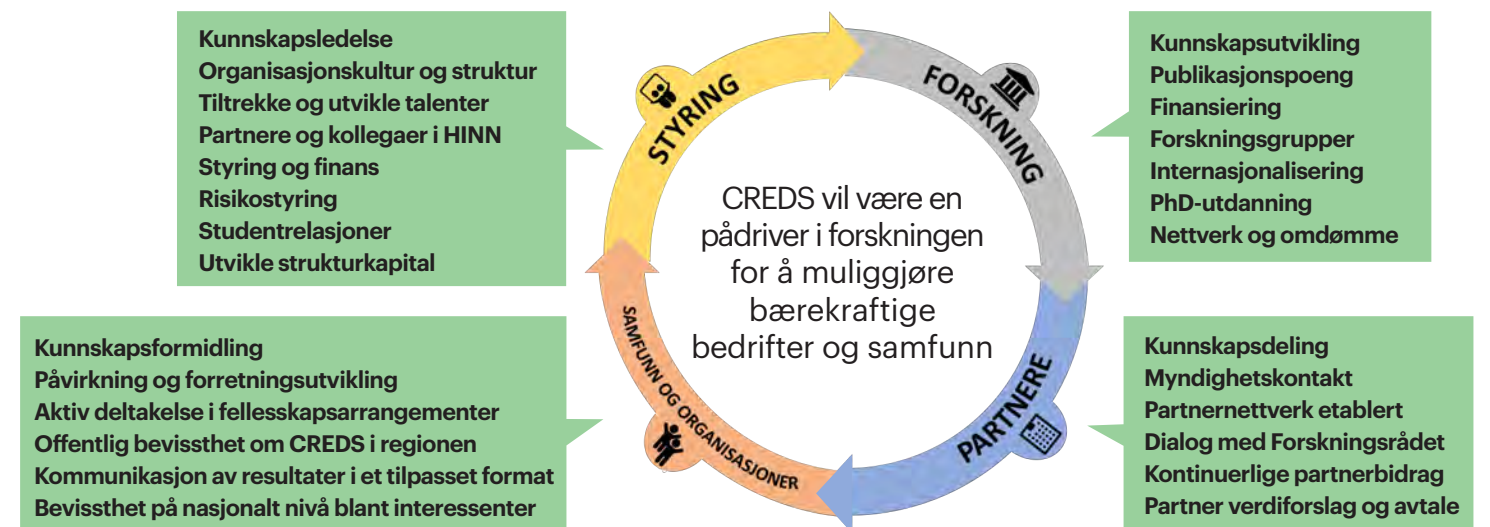 Kunnskapsledelse
Organisasjonskultur og struktur
Tiltrekke og utvikle talenter
Partnere og kollegaer i HINN
Styring og finans
Risikostyring
Studentrelasjoner
Utvikle strukturkapital
STYRING
FORSKNING
Kunnskapsutvikling
Publikasjonspoeng
Finansiering
Forskningsgrupper
Internasjonalisering
PhD-utdanning
Nettverk og omdømme
CREDS vil være en
pådriver i forskningen
for å muliggjøre
bærekraftige
bedrifter og samfunn
Kunnskapsformidling
Påvirkning og forretningsutvikling
Aktiv deltakelse i fellesskapsarrangementer
Offentlig bevissthet om CREDS i regionen
Kommunikasjon av resultater i et tilpasset format
Bevissthet på nasjonalt nivå blant interessenter
SAMFUNN OG ORGANISASJONER
PARTNERE
Kunnskapsdeling
Myndighetskontakt
Partnernettverk etablert
Dialog med Forskningsrådet
Kontinuerlige partnerbidrag
Partner verdiforslag og avtale